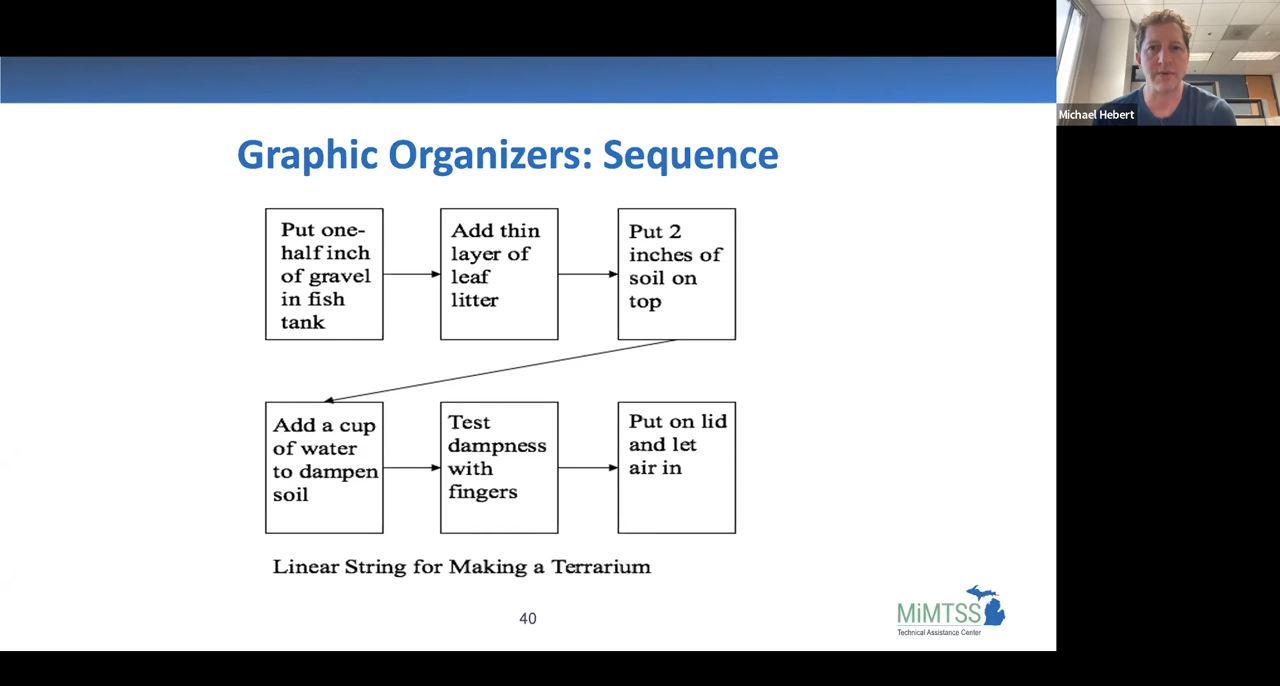 Michael Hebert
Graphic Organizers: Sequence
Put one-
half inch
of gravel
in fish
tank
Add thin
layer of
leaf
litter
Put 2
inches of
soil on
top
Add a cup
of water
to dampen
soil
Test
dampness
with
fingers
Put on lid
and let
air in
Linear String for Making a Terrarium
40
MiMTSS
Technical Assistance Center